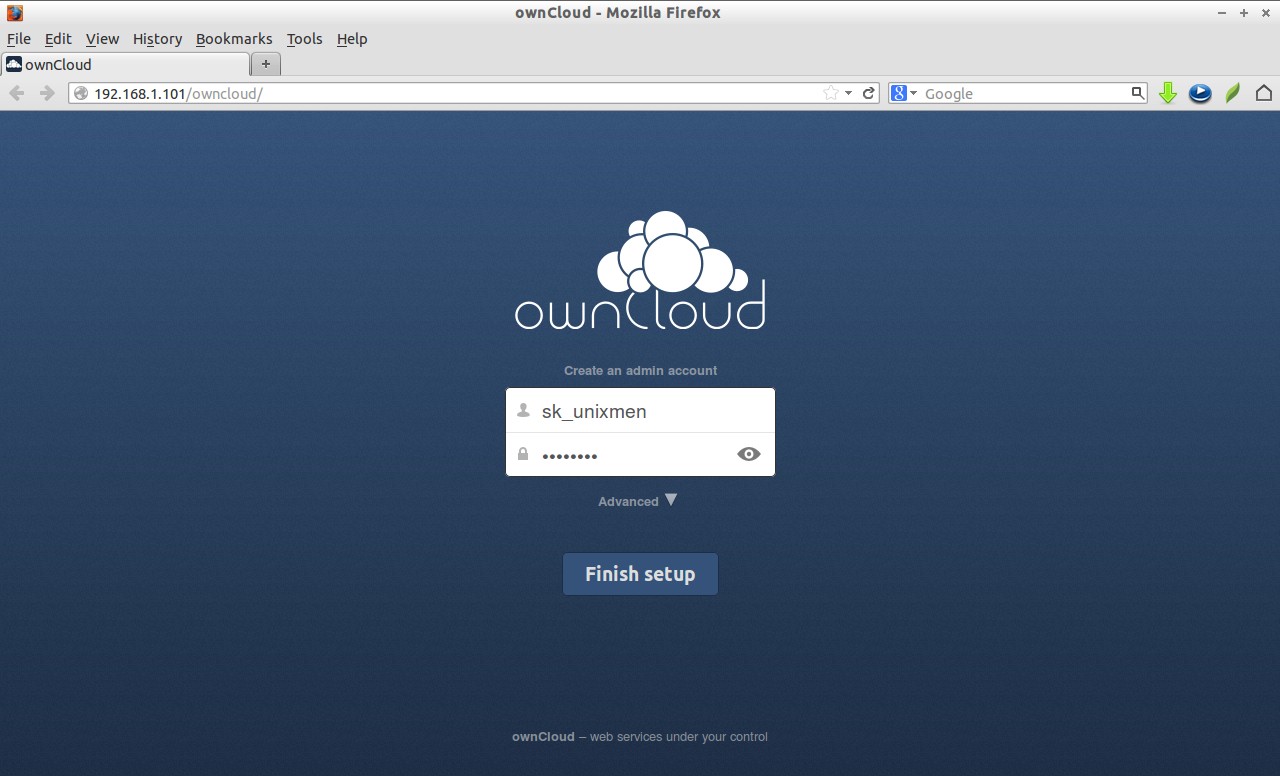 ownCloud - Mozilla Firefox
File Edit View History Bookmarks Tools Help
ownCloud
192.168.1.101/owncloud/
Google
ownCloud
Create an admin account
sk_unixmen
••••••••
Advanced ▼
Finish setup
ownCloud – web services under your control